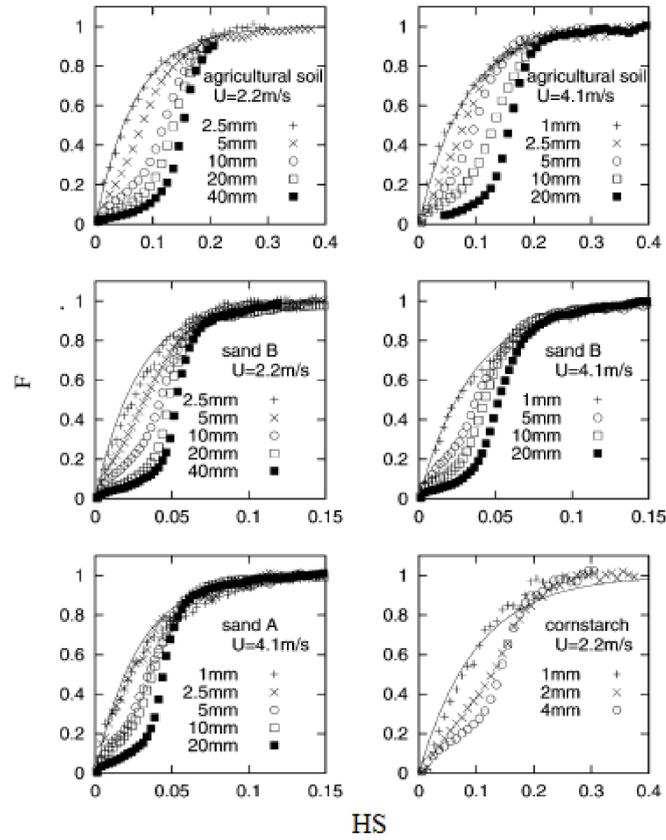 1
0.8
0.6
0.4
0.2
0
agricultural soil
U=2.2m/s
2.5mm
5mm
10mm
20mm
40mm
0 0.1 0.2 0.3 0.4
1
0.8
0.6
0.4
0.2
0
agricultural soil
U=4.1m/s
1mm
2.5mm
5mm
10mm
20mm
0 0.1 0.2 0.3 0.4
F
1
0.8
0.6
0.4
0.2
0
sand B
U=2.2m/s
2.5mm
5mm
10mm
20mm
40mm
0 0.05 0.1 0.15
1
0.8
0.6
0.4
0.2
0
sand B
U=4.1m/s
1mm
5mm
10mm
20mm
0 0.05 0.1 0.15
1
0.8
0.6
0.4
0.2
0
sand A
U=4.1m/s
1mm
2.5mm
5mm
10mm
20mm
0 0.05 0.1 0.15
1
0.8
0.6
0.4
0.2
0
cornstarch
U=2.2m/s
1mm
2mm
4mm
0 0.1 0.2 0.3 0.4
HS